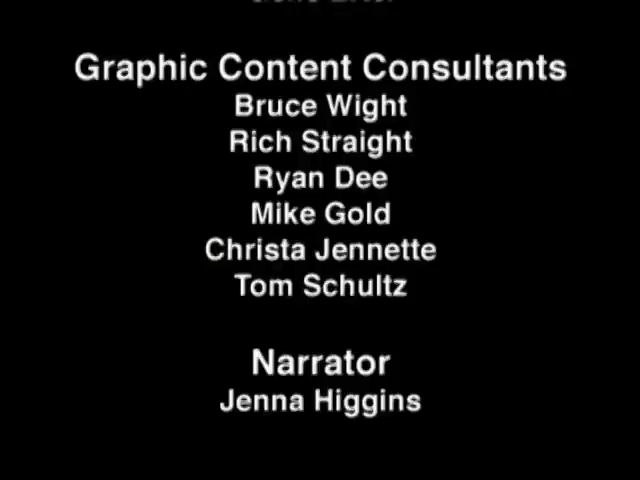 Graphic Content Consultants
Bruce Wight
Rich Straight
Ryan Dee
Mike Gold
Christa Jennette
Tom Schultz
Narrator
Jenna Higgins